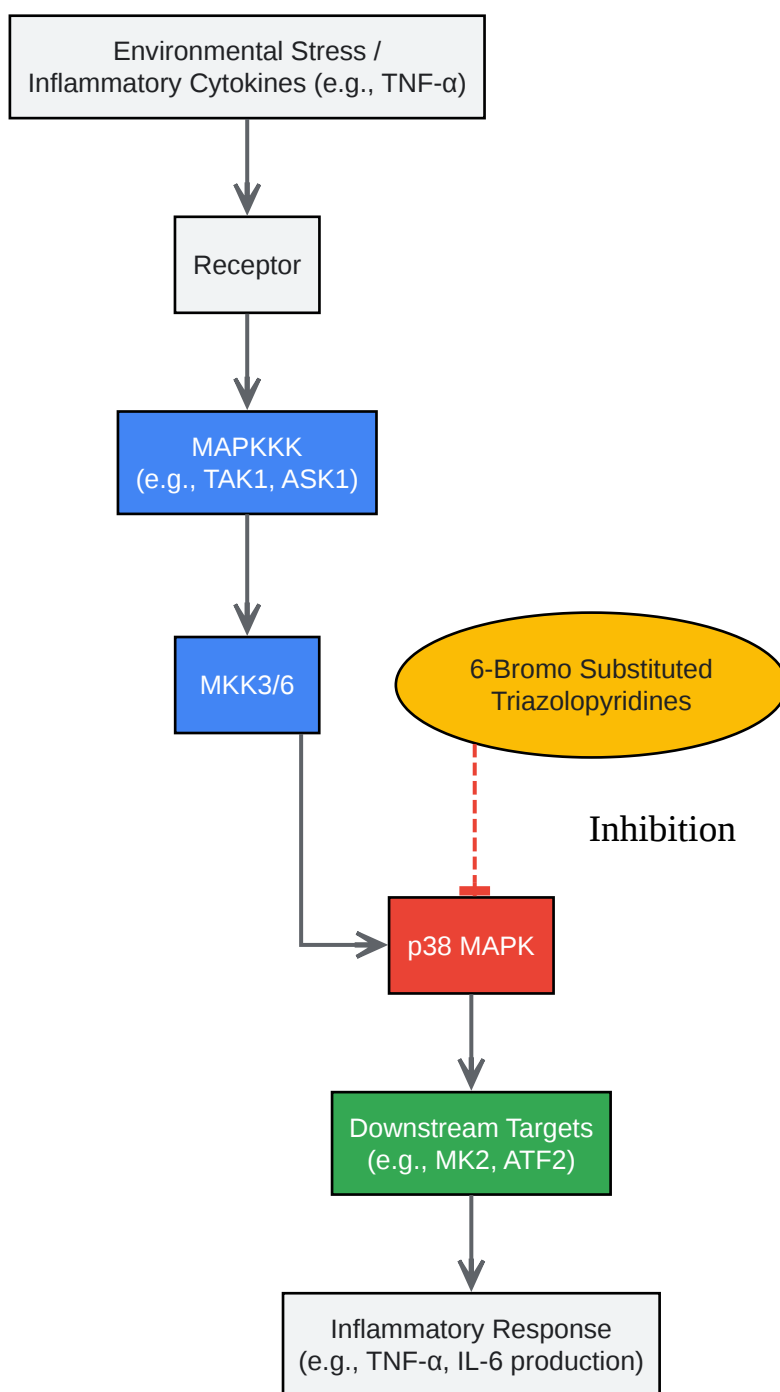 Environmental Stress /
Inflammatory Cytokines (e.g., TNF-α)
Receptor
MAPKKK
(e.g., TAK1, ASK1)
MKK3/6
6-Bromo Substituted
Triazolopyridines
Inhibition
p38 MAPK
Downstream Targets
(e.g., MK2, ATF2)
Inflammatory Response
(e.g., TNF-α, IL-6 production)